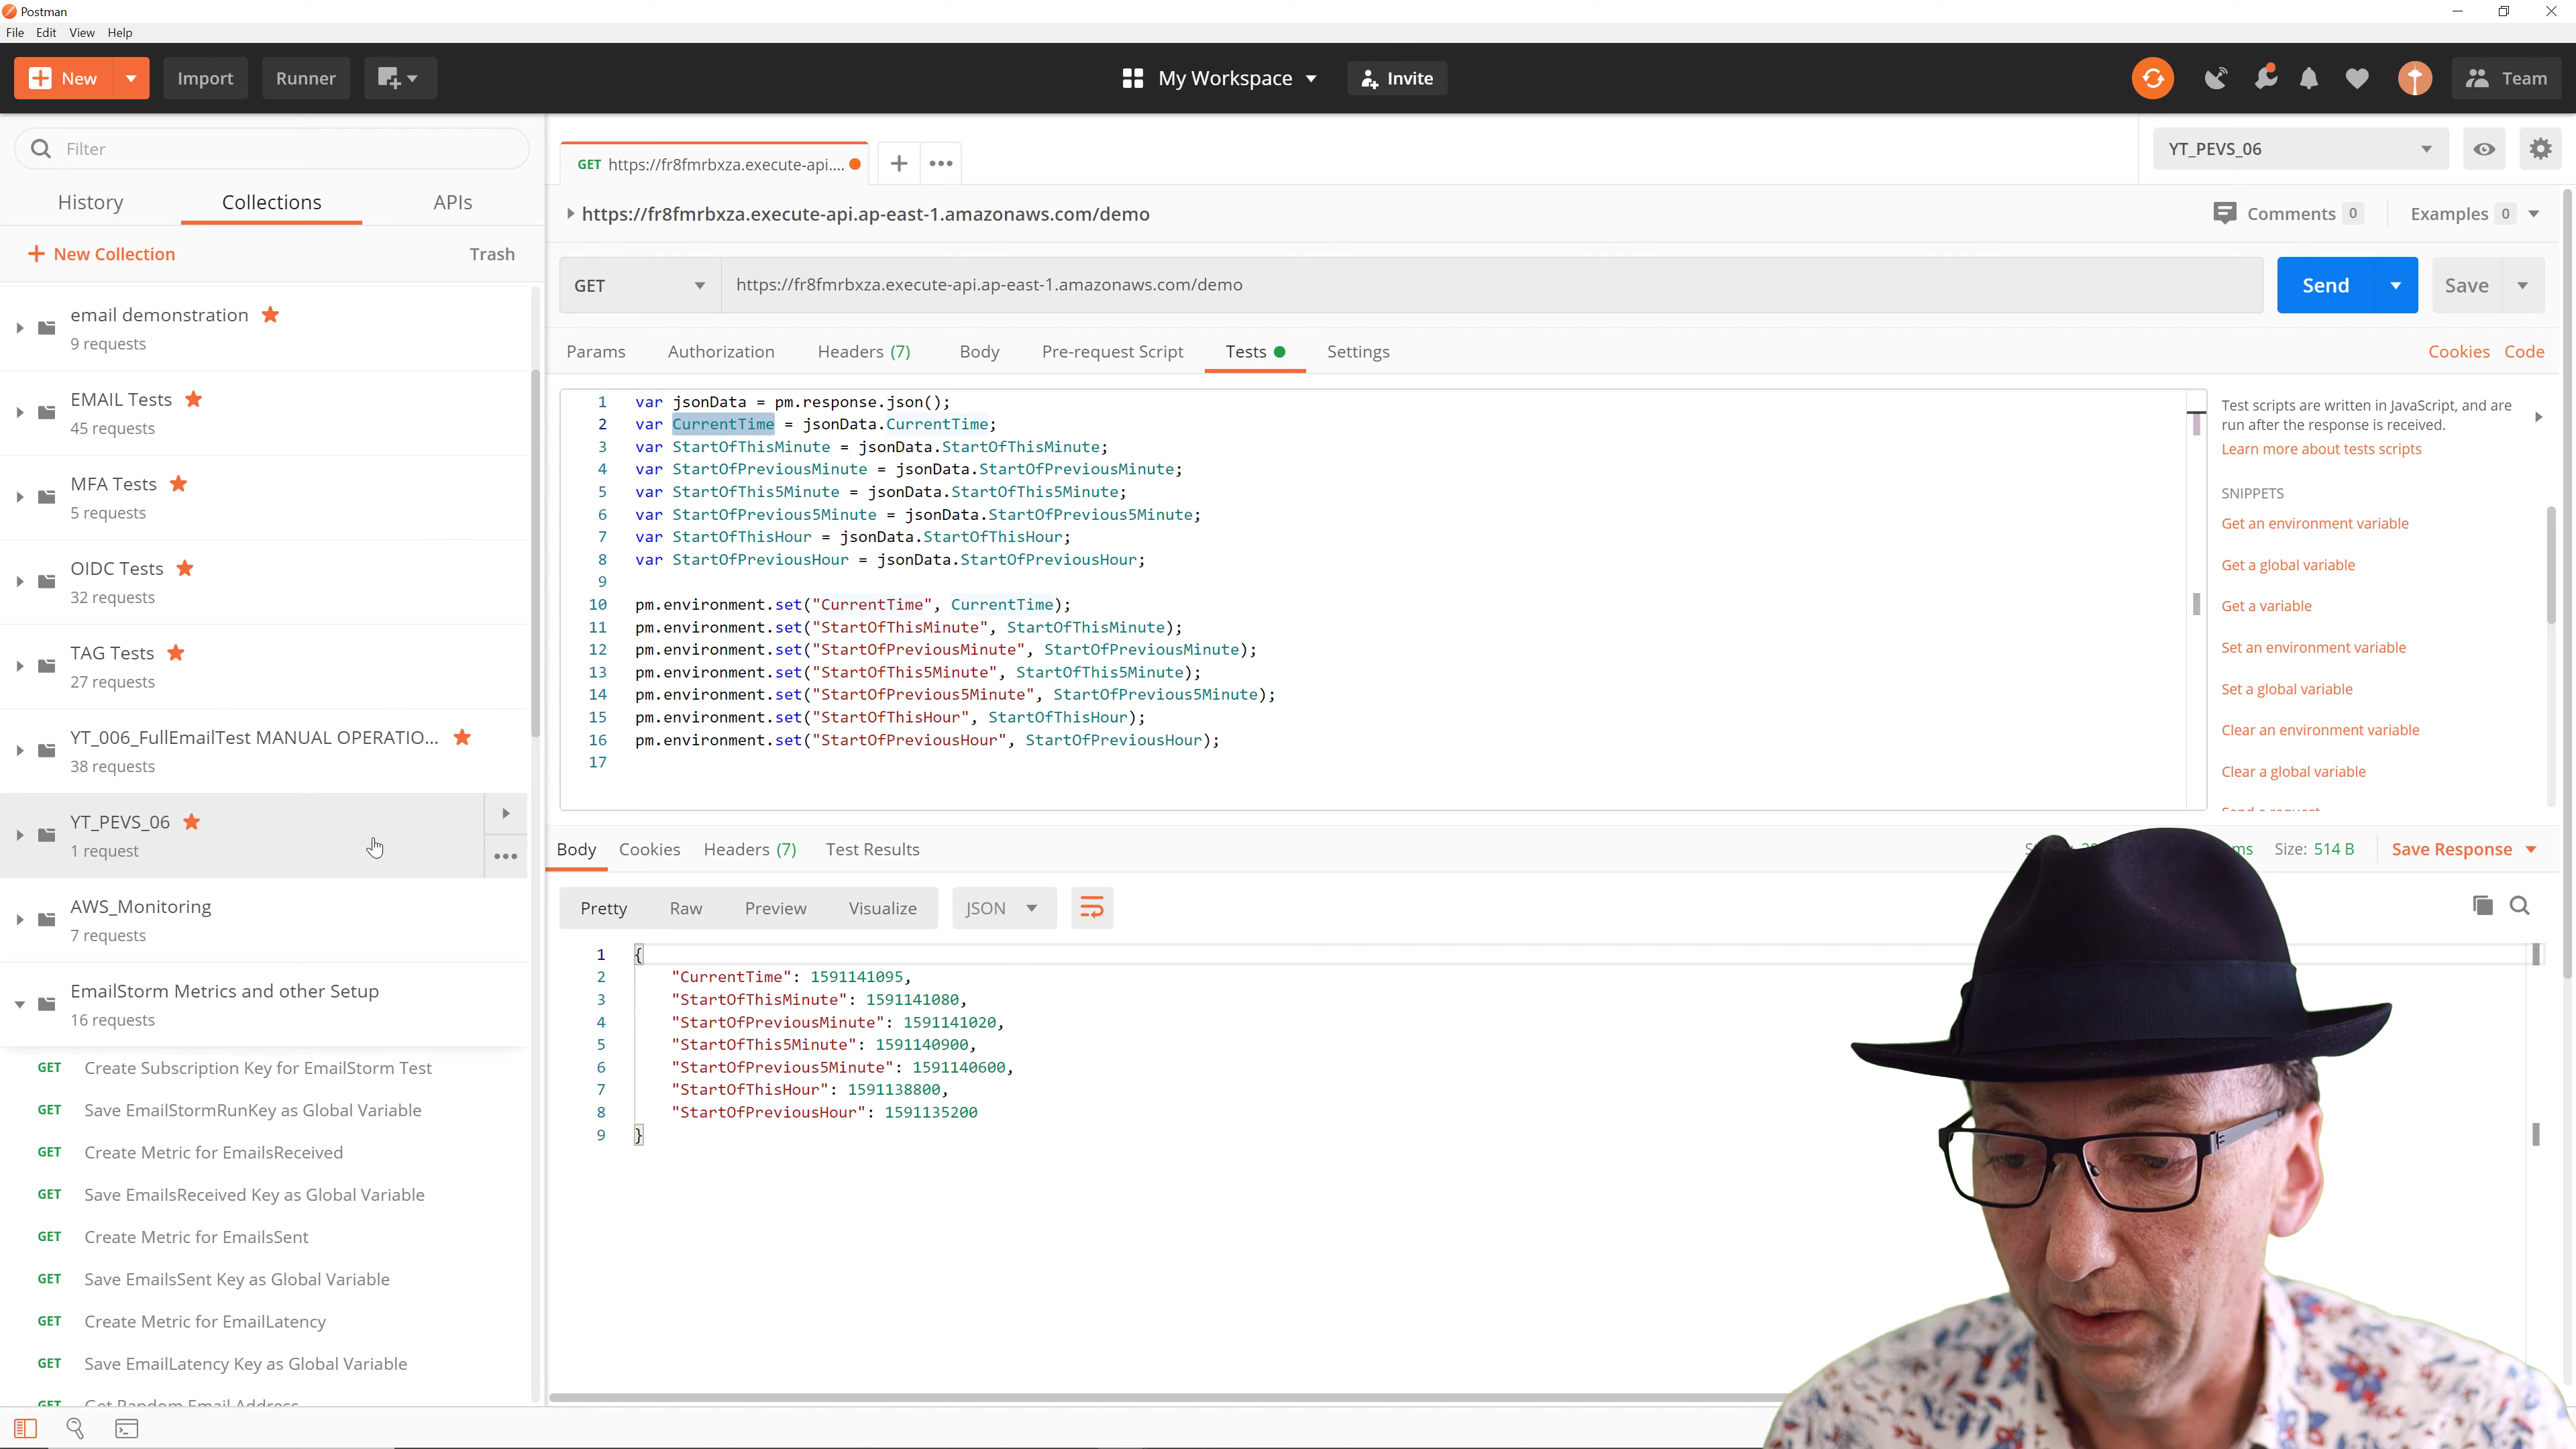 Postman
File Edit View Help
New Import Runner My Workspace Invite Team
Filter
History Collections APIs
New Collection Trash
email demonstration
9 requests
EMAIL Tests
45 requests
MFA Tests
5 requests
OIDC Tests
32 requests
TAG Tests
27 requests
YT_006_FullEmailTest MANUAL OPERATIO...
38 requests
YT_PEVS_06
1 request
AWS_Monitoring
7 requests
EmailStorm Metrics and other Setup
16 requests
GET Create Subscription Key for EmailStorm Test
GET Save EmailStormRunKey as Global Variable
GET Create Metric for EmailsReceived
GET Save EmailsReceived Key as Global Variable
GET Create Metric for EmailsSent
GET Save EmailsSent Key as Global Variable
GET Create Metric for EmailLatency
GET Save EmailLatency Key as Global Variable
GET Get Random Email Address
GET https://fr8fmrbxza.execute-api....
YT_PEVS_06
https://fr8fmrbxza.execute-api.ap-east-1.amazonaws.com/demo
Comments 0 Examples 0
GET https://fr8fmrbxza.execute-api.ap-east-1.amazonaws.com/demo Send Save
Params Authorization Headers (7) Body Pre-request Script Tests Settings Cookies Code
1 var jsonData = pm.response.json();
2 var CurrentTime = jsonData.CurrentTime;
3 var StartOfThisMinute = jsonData.StartOfThisMinute;
4 var StartOfPreviousMinute = jsonData.StartOfPreviousMinute;
5 var StartOfThis5Minute = jsonData.StartOfThis5Minute;
6 var StartOfPrevious5Minute = jsonData.StartOfPrevious5Minute;
7 var StartOfThisHour = jsonData.StartOfThisHour;
8 var StartOfPreviousHour = jsonData.StartOfPreviousHour;
9
10 pm.environment.set("CurrentTime", CurrentTime);
11 pm.environment.set("StartOfThisMinute", StartOfThisMinute);
12 pm.environment.set("StartOfPreviousMinute", StartOfPreviousMinute);
13 pm.environment.set("StartOfThis5Minute", StartOfThis5Minute);
14 pm.environment.set("StartOfPrevious5Minute", StartOfPrevious5Minute);
15 pm.environment.set("StartOfThisHour", StartOfThisHour);
16 pm.environment.set("StartOfPreviousHour", StartOfPreviousHour);
17
Test scripts are written in JavaScript, and are
run after the response is received.
Learn more about tests scripts
SNIPPETS
Get an environment variable
Get a global variable
Get a variable
Set an environment variable
Set a global variable
Clear an environment variable
Clear a global variable
Send a request
Body Cookies Headers (7) Test Results ms Size: 514 B Save Response
Pretty Raw Preview Visualize JSON
1 {
2 "CurrentTime": 1591141095,
3 "StartOfThisMinute": 1591141080,
4 "StartOfPreviousMinute": 1591141020,
5 "StartOfThis5Minute": 1591140900,
6 "StartOfPrevious5Minute": 1591140600,
7 "StartOfThisHour": 1591138800,
8 "StartOfPreviousHour": 1591135200
9 }